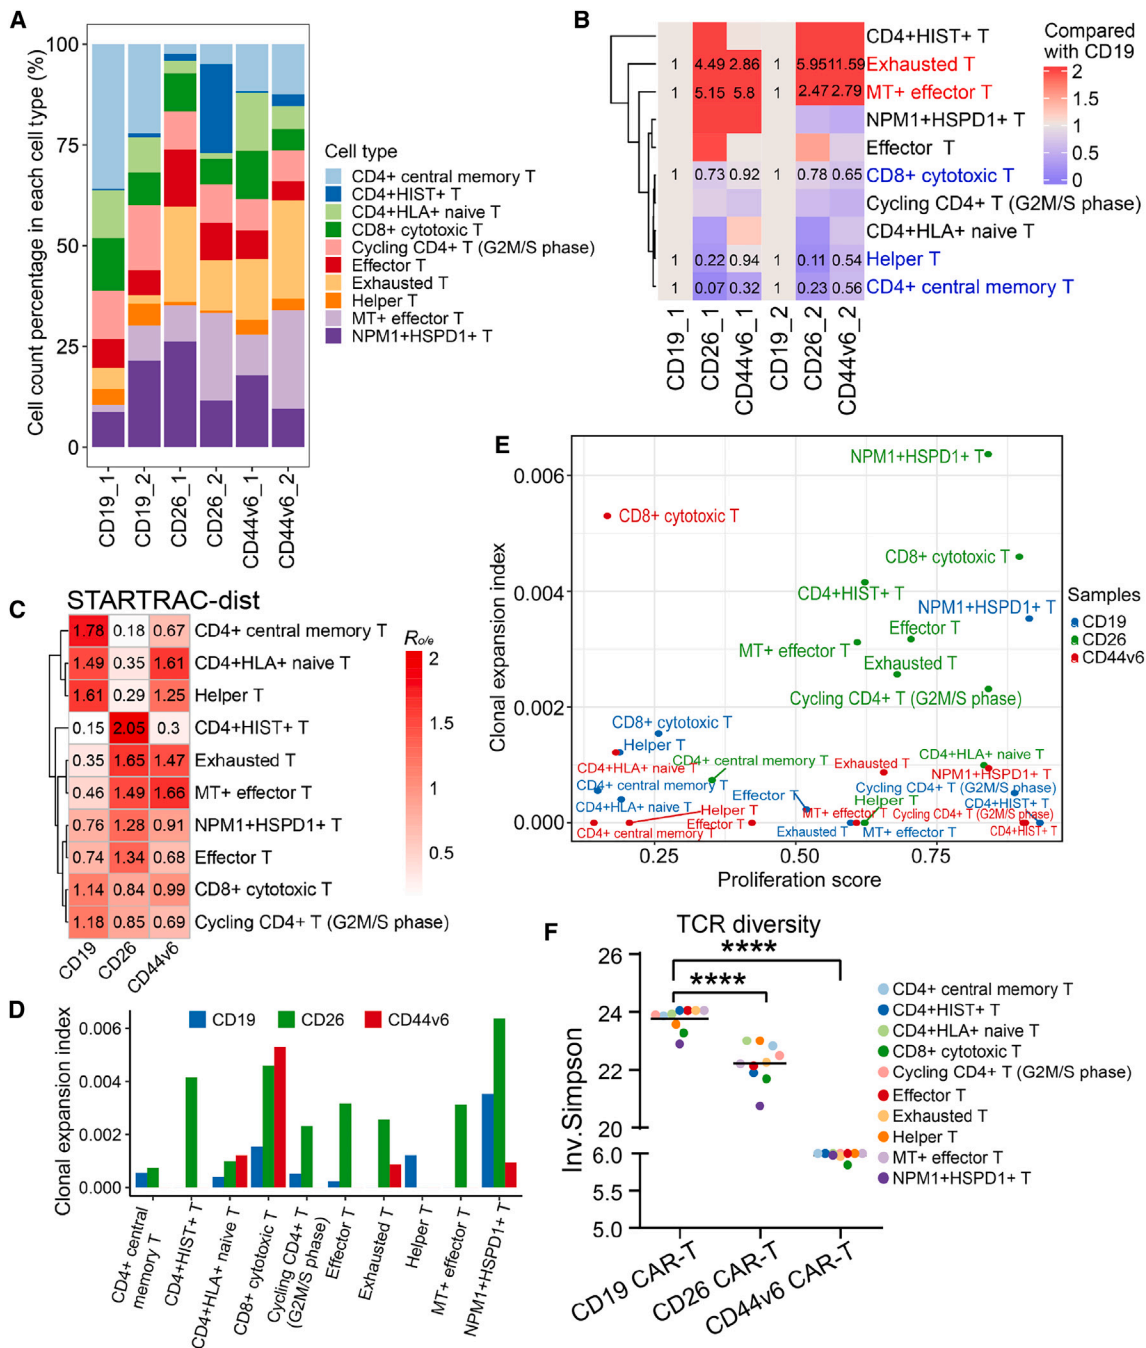 A
Cell count percentage in each cell type (%)
100
75
50
25
0
CD19_1
CD19_2
CD26_1
CD26_2
CD44v6_1
CD44v6_2
Cell type
CD4+ central memory T
CD4+HIST+ T
CD4+HLA+ naive T
CD8+ cytotoxic T
Cycling CD4+ T (G2M/S phase)
Effector T
Exhausted T
Helper T
MT+ effector T
NPM1+HSPD1+ T
B
CD4+HIST+ T
1 4.49 2.86 1 5.95 11.59 Exhausted T
1 5.15 5.8 1 2.47 2.79 MT+ effector T
NPM1+HSPD1+ T
Effector T
1 0.73 0.92 1 0.78 0.65 CD8+ cytotoxic T
Cycling CD4+ T (G2M/S phase)
CD4+HLA+ naive T
1 0.22 0.94 1 0.11 0.54 Helper T
1 0.07 0.32 1 0.23 0.56 CD4+ central memory T
CD19_1
CD26_1
CD44v6_1
CD19_2
CD26_2
CD44v6_2
Compared
with CD19
2
1.5
1
0.5
0
C
STARTRAC-dist
1.78 0.18 0.67 CD4+ central memory T
1.49 0.35 1.61 CD4+HLA+ naive T
1.61 0.29 1.25 Helper T
0.15 2.05 0.3 CD4+HIST+ T
0.35 1.65 1.47 Exhausted T
0.46 1.49 1.66 MT+ effector T
0.76 1.28 0.91 NPM1+HSPD1+ T
0.74 1.34 0.68 Effector T
1.14 0.84 0.99 CD8+ cytotoxic T
1.18 0.85 0.69 Cycling CD4+ T (G2M/S phase)
CD19
CD26
CD44v6
Ro/e
2
1.5
1
0.5
D
CD19 CD26 CD44v6
Clonal expansion index
0.006
0.004
0.002
0.000
CD4+ central
memory T
CD4+HIST+ T
CD4+HLA+ naive T
CD8+ cytotoxic T
Cycling CD4+ T
(G2M/S phase)
Effector T
Exhausted T
Helper T
MT+ effector T
NPM1+HSPD1+ T
E
Clonal expansion index
0.006
0.004
0.002
0.000
NPM1+HSPD1+ T
CD8+ cytotoxic T
CD8+ cytotoxic T
CD4+HIST+ T
NPM1+HSPD1+ T
Effector T
MT+ effector T
Exhausted T
Cycling CD4+ T (G2M/S phase)
CD8+ cytotoxic T
Helper T
CD4+HLA+ naive T
CD4+ central memory T
Exhausted T
CD4+HLA+ naive T
NPM1+HSPD1+ T
CD4+ central memory T
Cycling CD4+ T (G2M/S phase)
CD4+HLA+ naive T
Effector T
Helper T
CD4+HIST+ T
Helper T
MT+ effector T
Cycling CD4+ T (G2M/S phase)
CD4+ central memory T
Effector T
Exhausted T
MT+ effector T
CD4+HIST+ T
0.25
0.50
0.75
Proliferation score
Samples
CD19
CD26
CD44v6
F
TCR diversity
****
****
Inv.Simpson
26
24
22
20
6.0
5.5
5.0
CD19 CAR-T
CD26 CAR-T
CD44v6 CAR-T
CD4+ central memory T
CD4+HIST+ T
CD4+HLA+ naive T
CD8+ cytotoxic T
Cycling CD4+ T (G2M/S phase)
Effector T
Exhausted T
Helper T
MT+ effector T
NPM1+HSPD1+ T